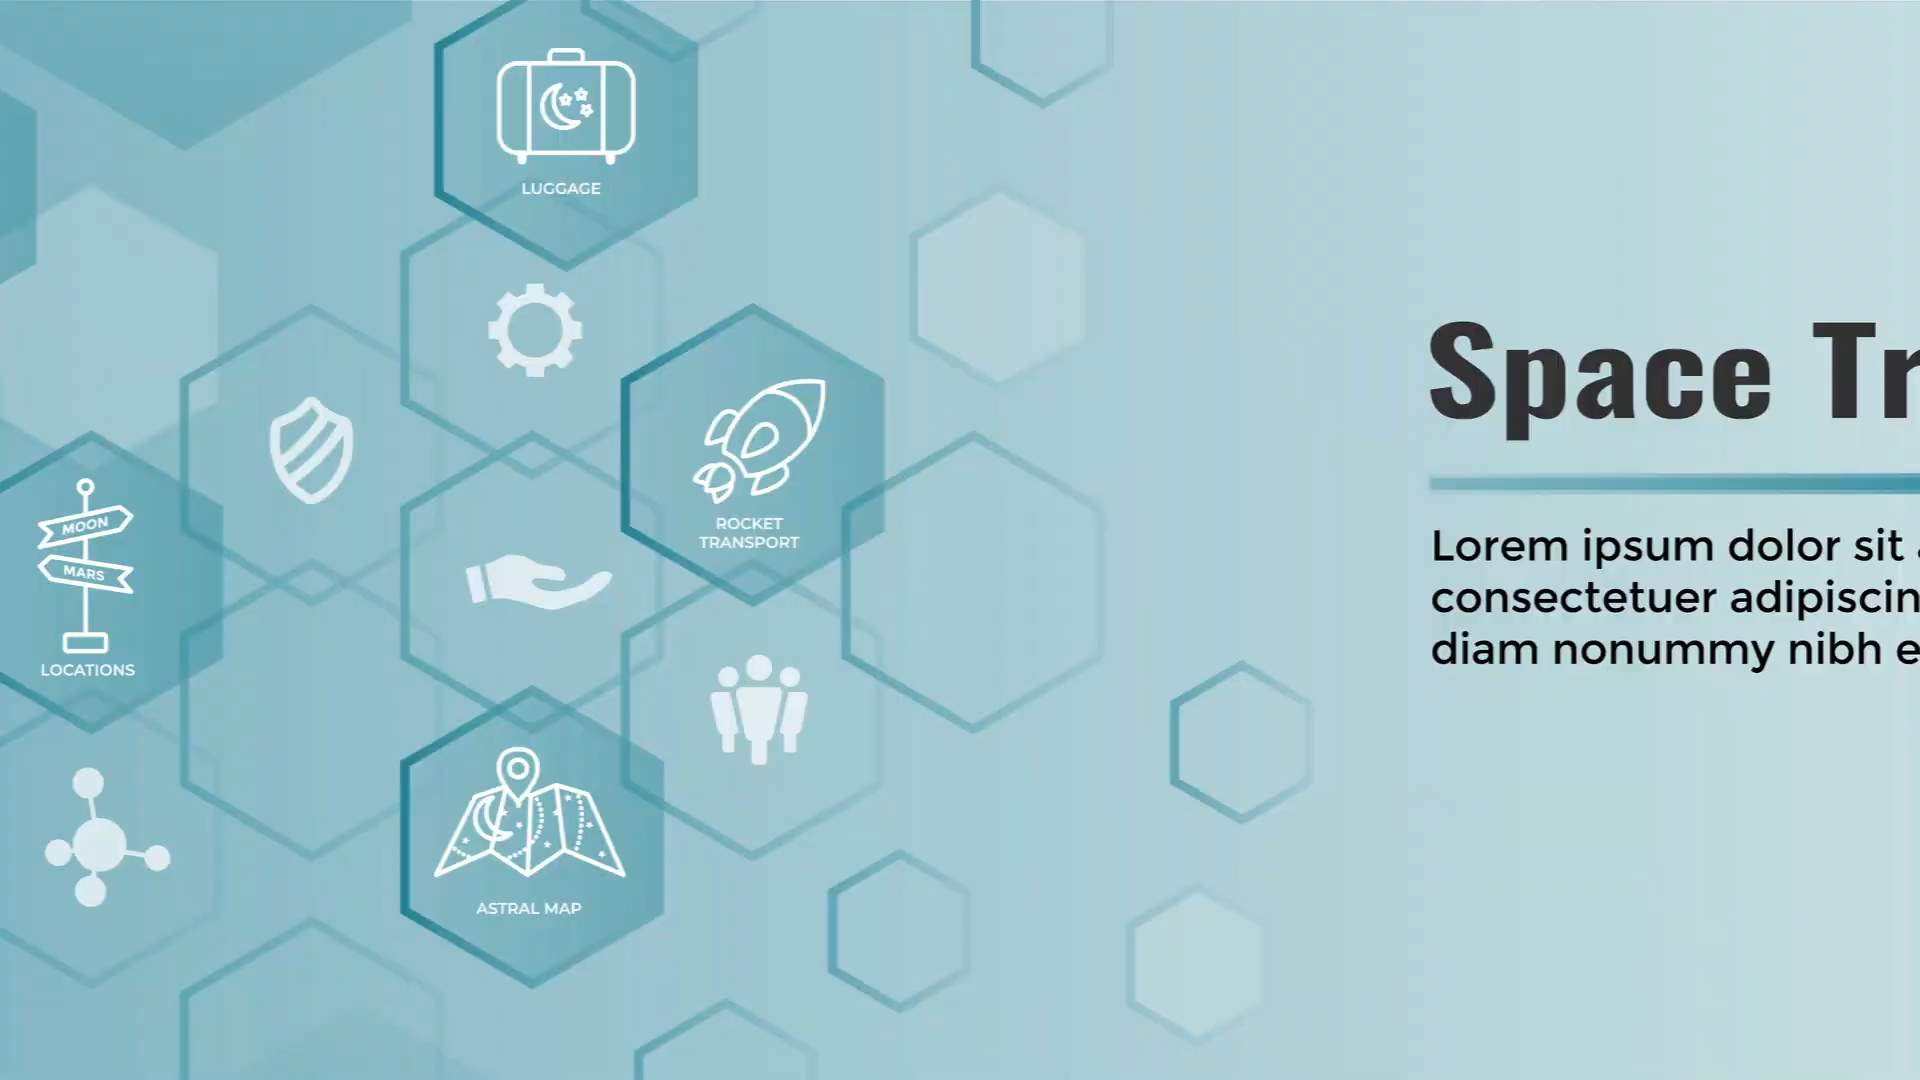 LUGGAGE
ROCKET
TRANSPORT
MOON
MARS
LOCATIONS
ASTRAL MAP
Space Tr
Lorem ipsum dolor sit
consectetuer adipiscin
diam nonummy nibh e